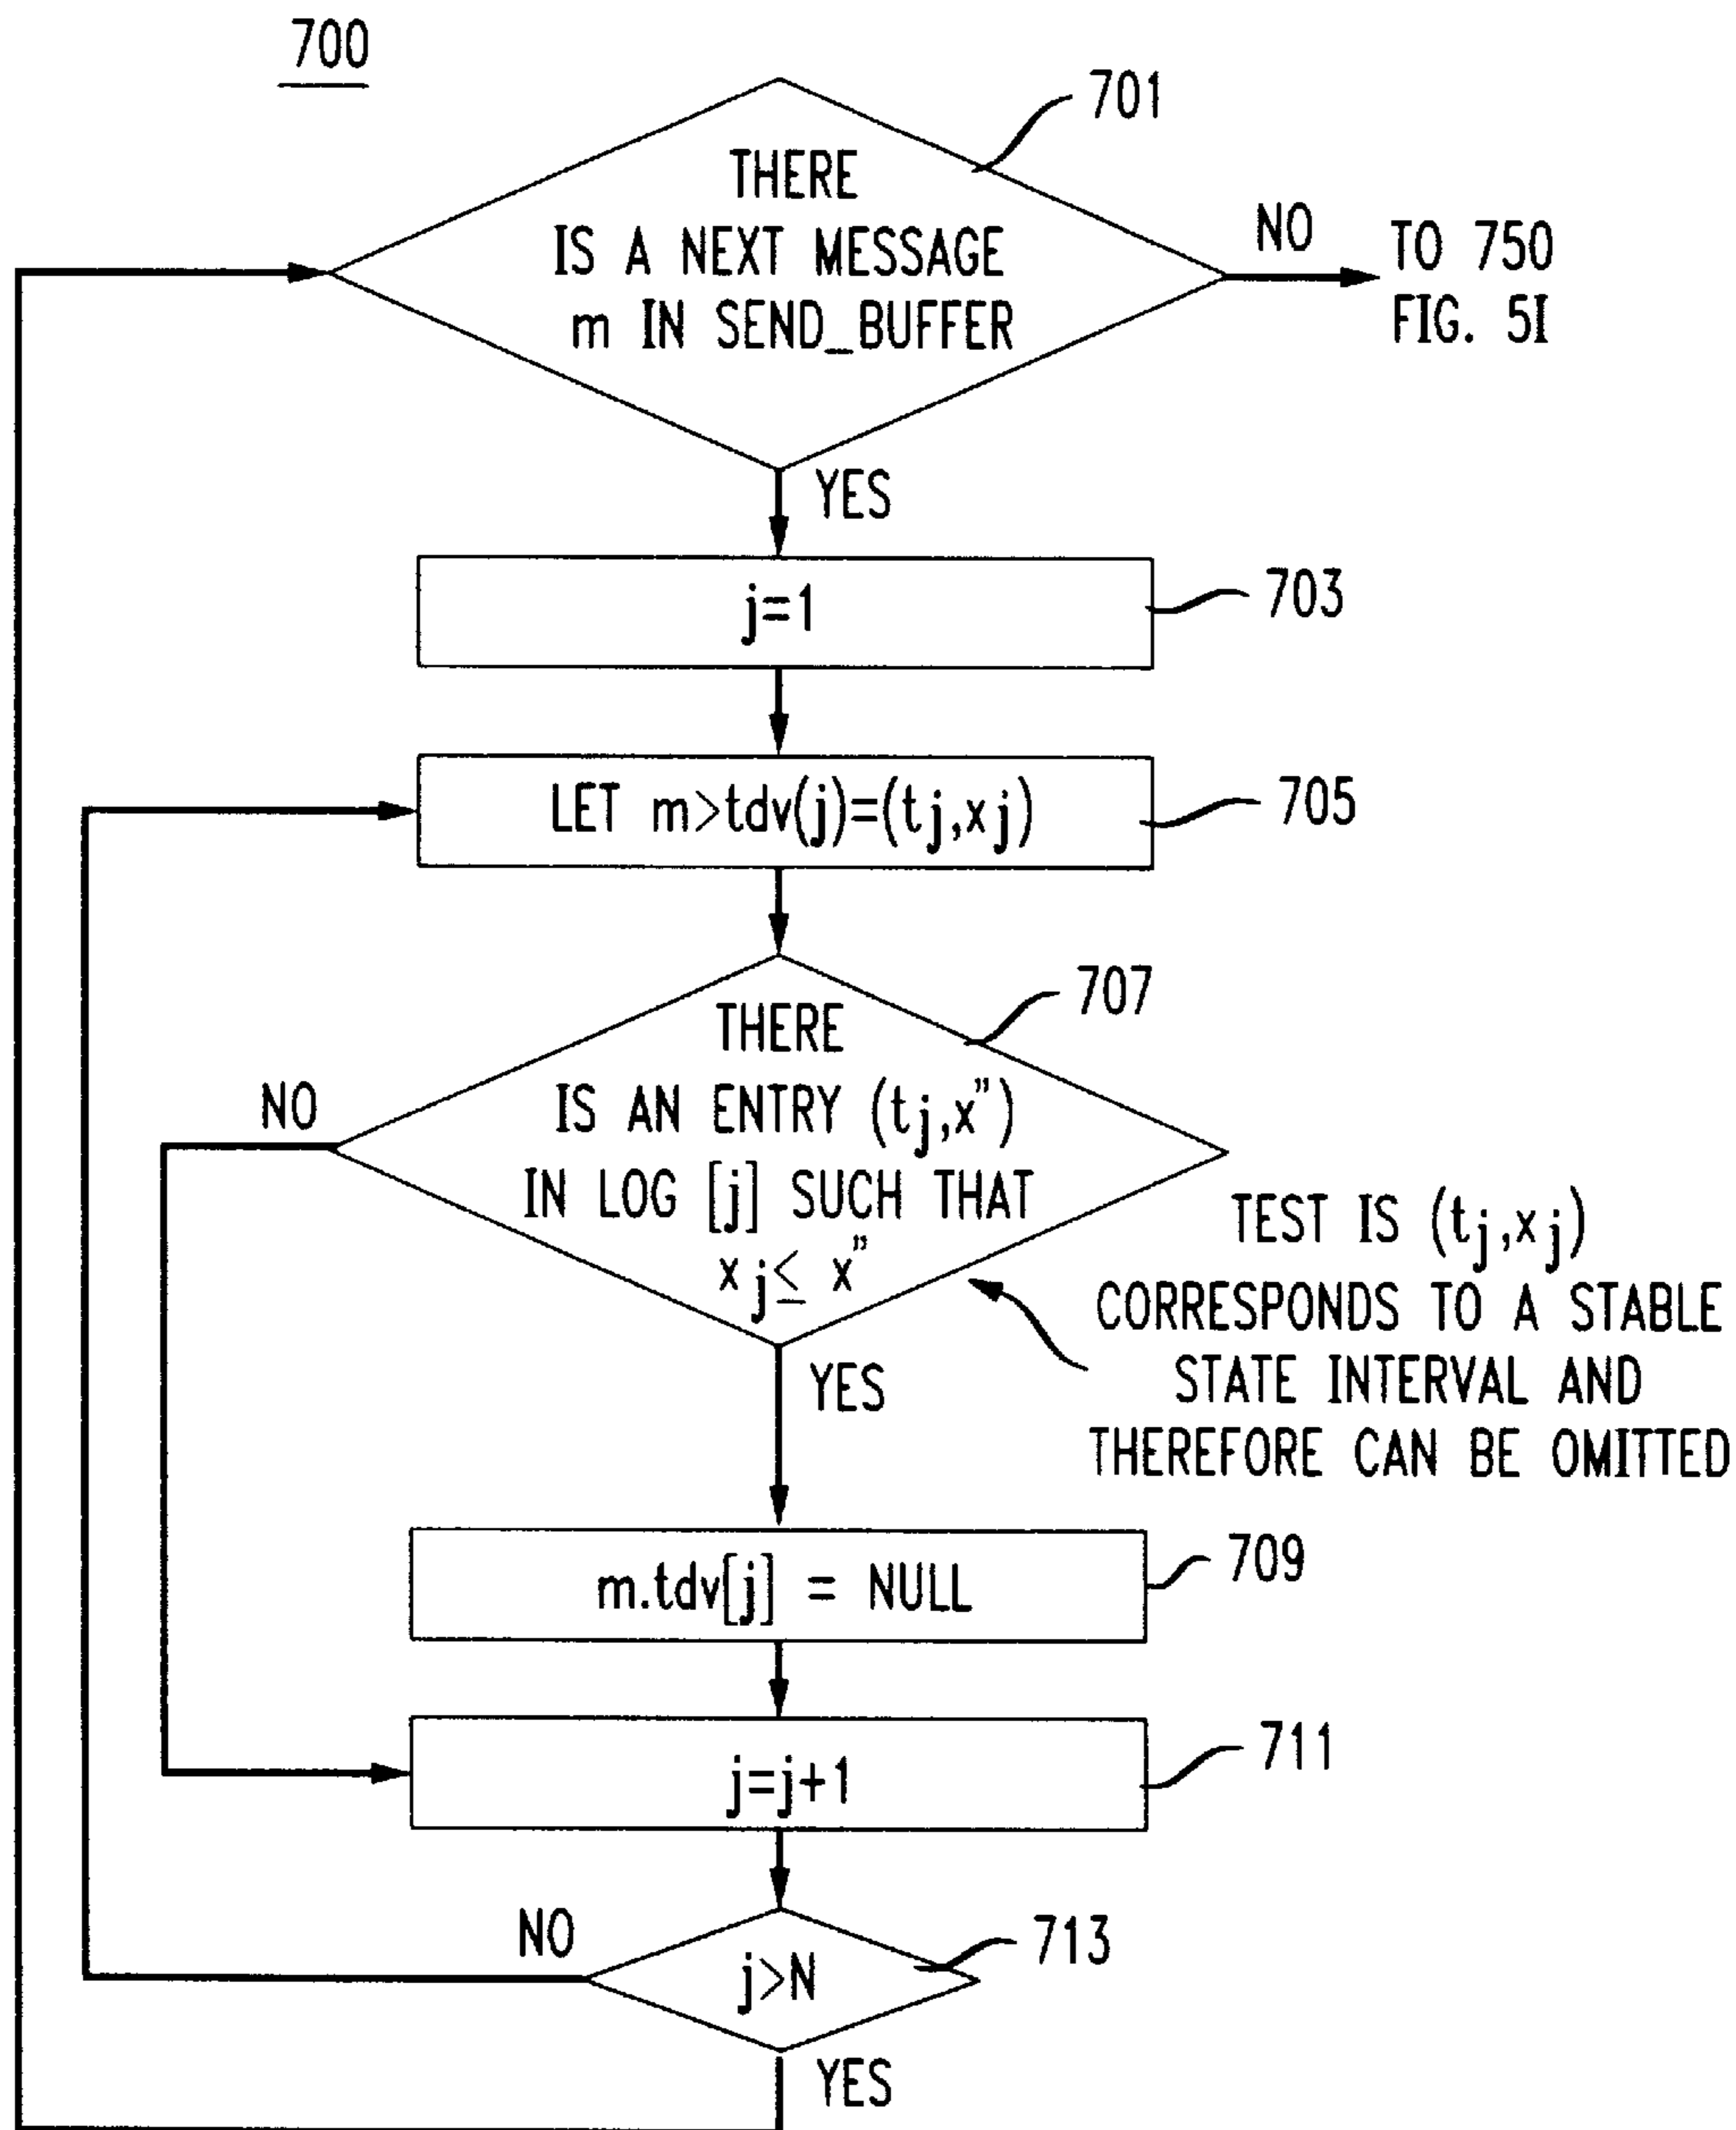 700
701
THERE
IS A NEXT MESSAGE
m IN SEND_BUFFER
NO
TO 750
FIG. 5I
YES
j=1
703
LET m>tdv(j)=(tj,xj)
705
707
THERE
IS AN ENTRY (tj,x")
IN LOG [j] SUCH THAT
xj≤ x"
NO
TEST IS (tj,xj)
CORRESPONDS TO A STABLE
STATE INTERVAL AND
THEREFORE CAN BE OMITTED
YES
m.tdv[j] = NULL
709
j=j+1
711
NO
j>N
713
YES